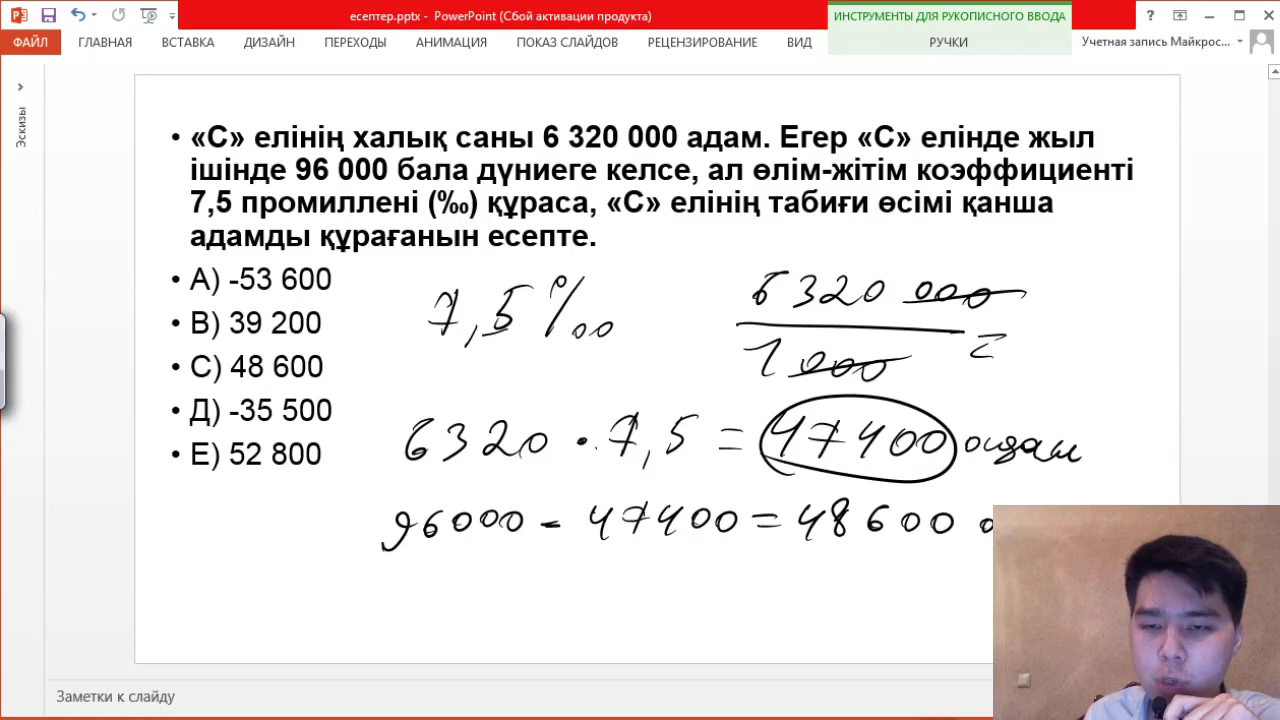 есептер.pptx - PowerPoint (Сбой активации продукта)
ИНСТРУМЕНТЫ ДЛЯ РУКОПИСНОГО ВВОДА
ФАЙЛ ГЛАВНАЯ ВСТАВКА ДИЗАЙН ПЕРЕХОДЫ АНИМАЦИЯ ПОКАЗ СЛАЙДОВ РЕЦЕНЗИРОВАНИЕ ВИД РУЧКИ Учетная запись Майкрос...
Эскизы
• «С» елінің халық саны 6 320 000 адам. Егер «С» елінде жыл
ішінде 96 000 бала дүниеге келсе, ал өлім-жітім коэффициенті
7,5 промиллені (‰) құраса, «С» елінің табиғи өсімі қанша
адамды құрағанын есепте.
• А) -53 600
• В) 39 200
• С) 48 600
• Д) -35 500
• Е) 52 800
7,5 ‰
6320 000
1 000 =
6320 · 7,5 = 47400 адам
96000 - 47400 = 48600
Заметки к слайду